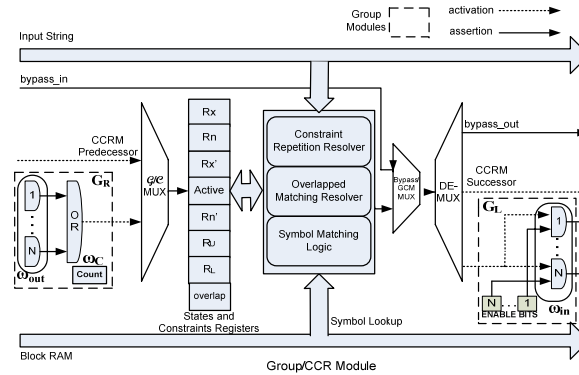 Group
Modules
activation
assertion
Input String
bypass_in
CCRM
Predecessor
G_R
1
N
OR
ω_out
ω_C
Count
G/C
MUX
Rx
Rn
Rx'
Active
Rn'
R_U
R_L
overlap
States and
Constraints Registers
Constraint
Repetition Resolver
Overlapped
Matching Resolver
Symbol Matching
Logic
Symbol Lookup
Bypass/
GCM
MUX
DE-
MUX
bypass_out
CCRM
Successor
G_L
1
N
N
1
ENABLE BITS
ω_in
Block RAM
Group/CCR Module